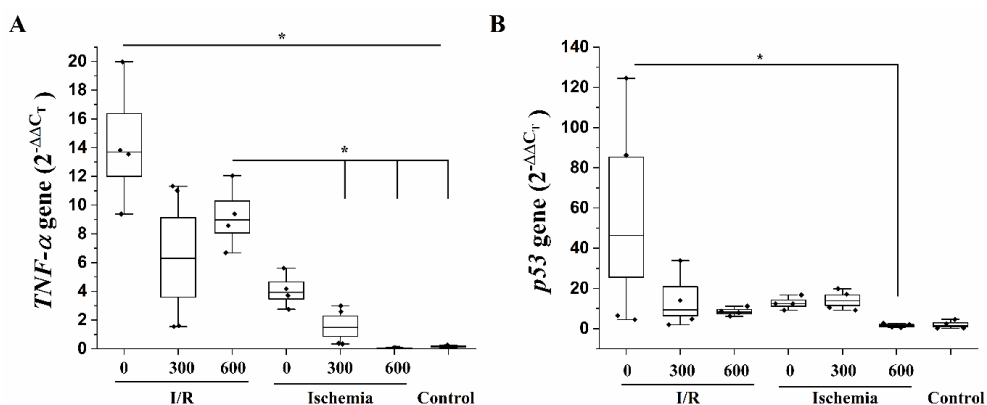 A
*
20
18
16
14
12
10
8
6
4
2
0
TNF-α gene (2^-ΔΔC_T)
*
0 300 600 0 300 600
I/R Ischemia Control
B
*
140
120
100
80
60
40
20
0
p53 gene (2^-ΔΔC_T)
0 300 600 0 300 600
I/R Ischemia Control